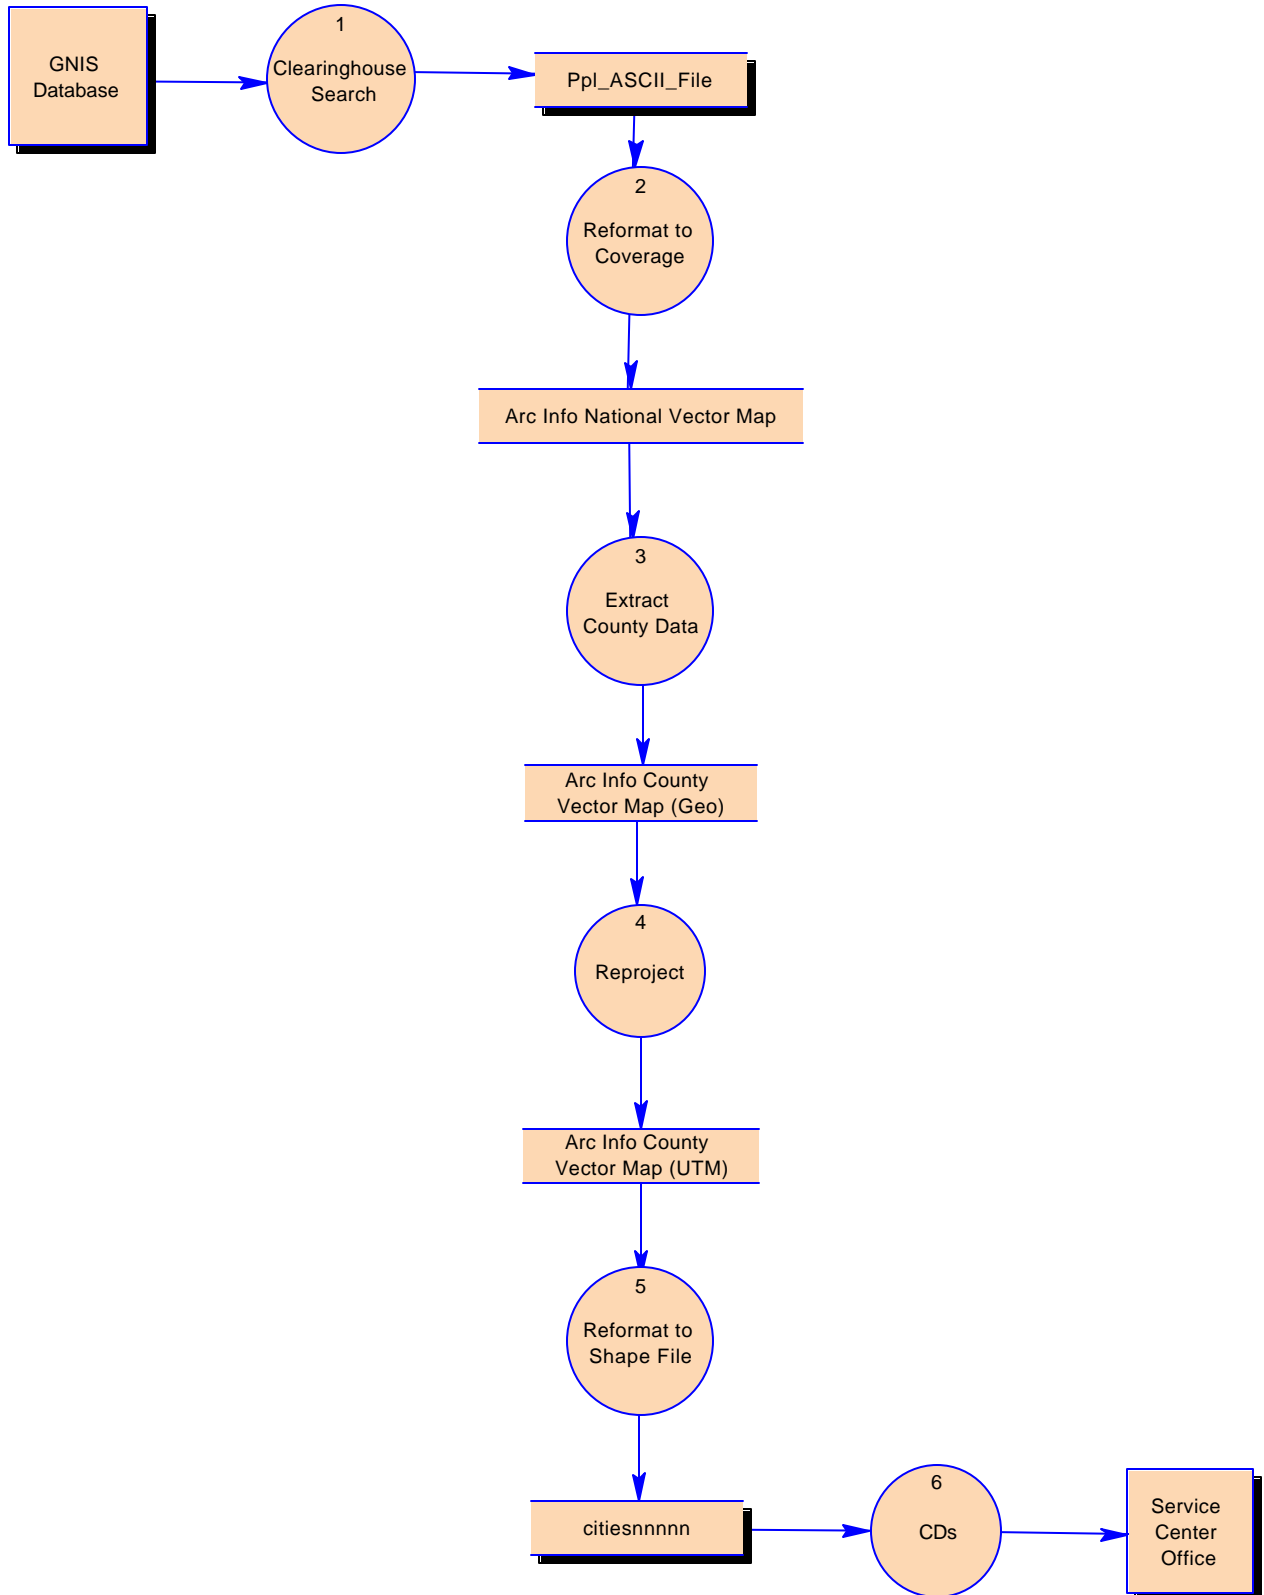 GNIS
Database
1
Clearinghouse
Search
Ppl_ASCII_File
2
Reformat to
Coverage
Arc Info National Vector Map
3
Extract
County Data
Arc Info County
Vector Map (Geo)
4
Reproject
Arc Info County
Vector Map (UTM)
5
Reformat to
Shape File
citiesnnnnn
6
CDs
Service
Center
Office